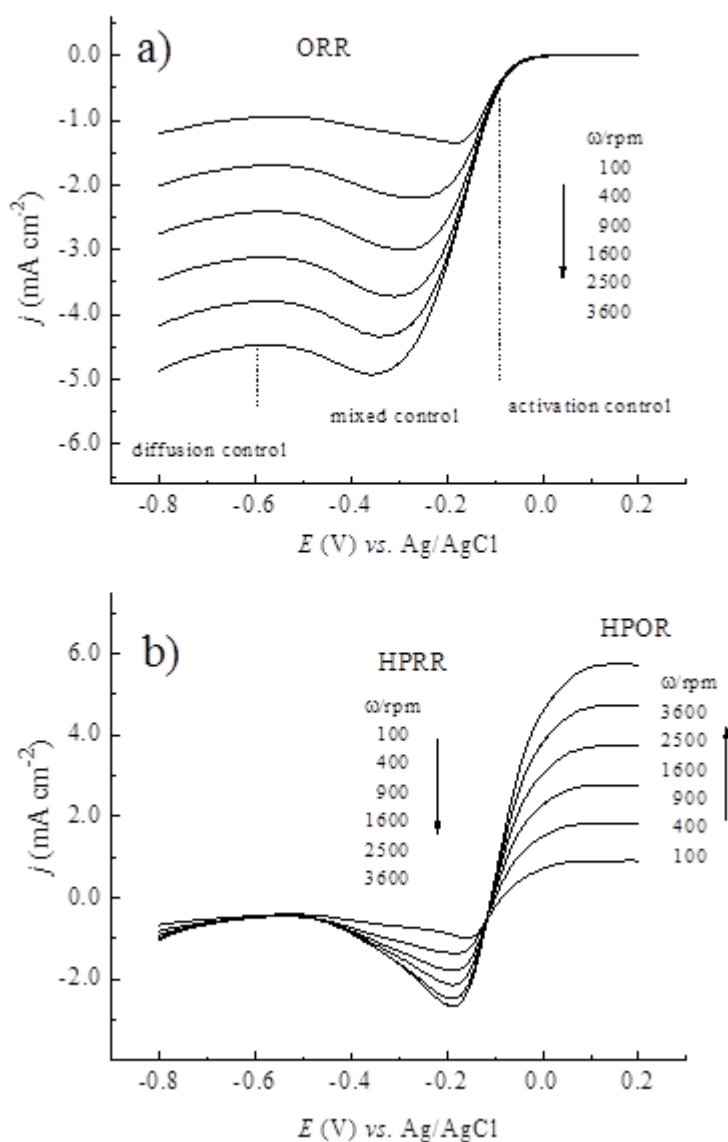 a)
ORR
0.0
-1.0
-2.0
-3.0
-4.0
-5.0
-6.0
j (mA cm-2)
ω/rpm
100
400
900
1600
2500
3600
activation control
mixed control
diffusion control
-0.8 -0.6 -0.4 -0.2 0.0 0.2
E (V) vs. Ag/AgCl
b)
HPOR
HPRR
6.0
4.0
2.0
0.0
-2.0
j (mA cm-2)
ω/rpm
100
400
900
1600
2500
3600
ω/rpm
3600
2500
1600
900
400
100
-0.8 -0.6 -0.4 -0.2 0.0 0.2
E (V) vs. Ag/AgCl